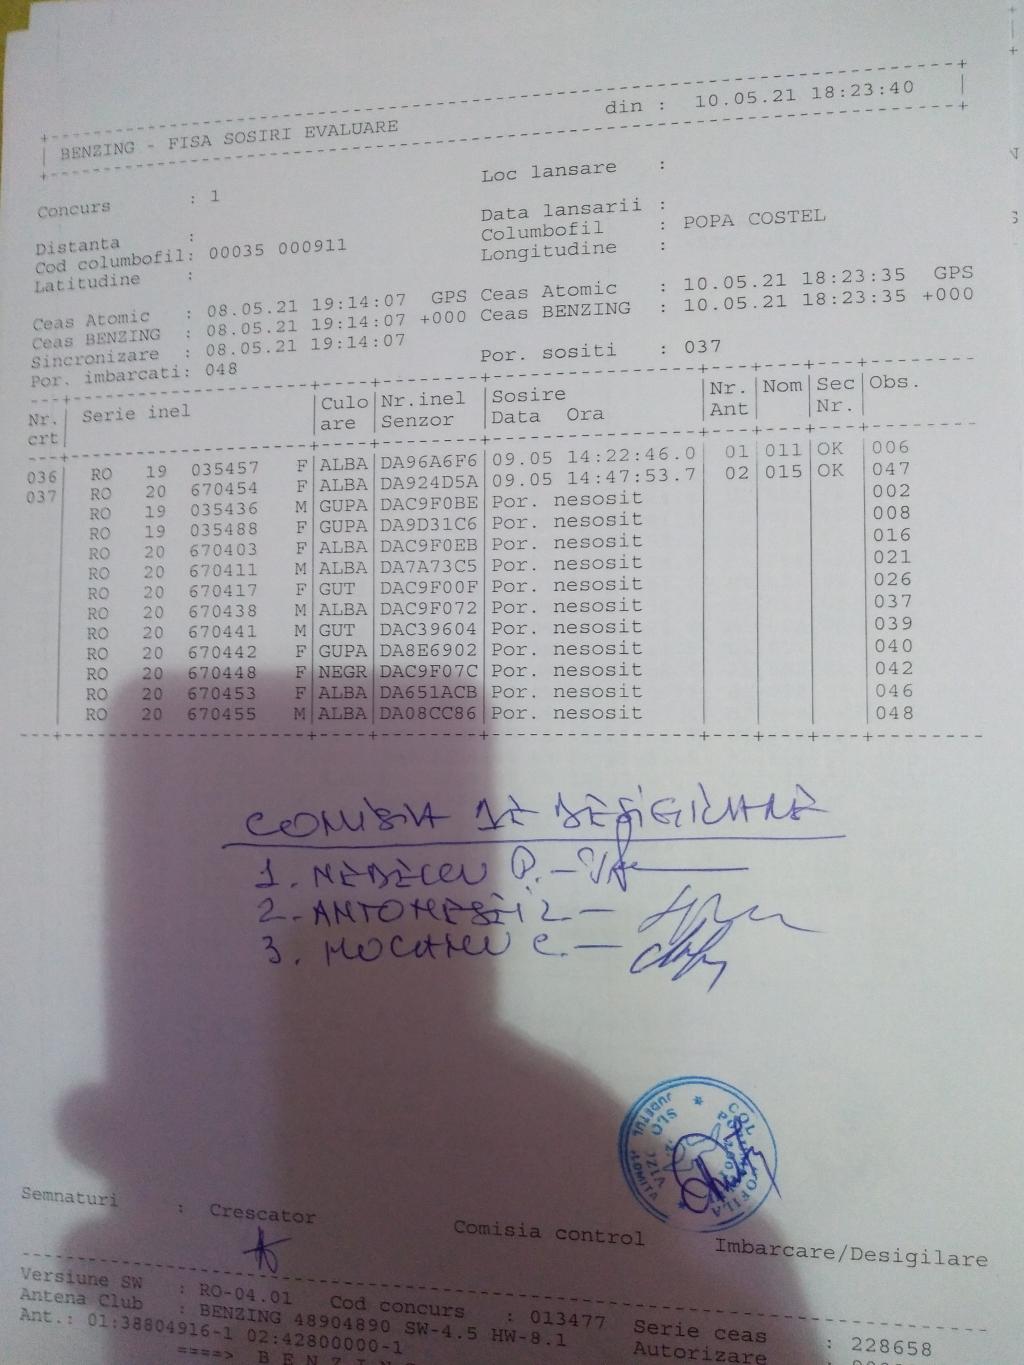 din : 10.05.21 18:23:40
BENZING - FISA SOSIRI EVALUARE
Concurs : 1 Loc lansare :
Data lansarii :
Distanta : Columbofil : POPA COSTEL
Cod columbofil: 00035 000911 Longitudine :
Latitudine :
Ceas Atomic : 08.05.21 19:14:07 GPS Ceas Atomic : 10.05.21 18:23:35 GPS
Ceas BENZING : 08.05.21 19:14:07 +000 Ceas BENZING : 10.05.21 18:23:35 +000
Sincronizare : 08.05.21 19:14:07
Por. imbarcati: 048 Por. sositi : 037
Nr. Serie inel Culo Nr.inel Sosire Nr. Nom Sec Obs.
crt are Senzor Data Ora Ant Nr.
036 RO 19 035457 F ALBA DA96A6F6 09.05 14:22:46.0 01 011 OK 006
037 RO 20 670454 F ALBA DA924D5A 09.05 14:47:53.7 02 015 OK 047
RO 19 035436 M GUPA DAC9F0BE Por. nesosit 002
RO 19 035488 F GUPA DA9D31C6 Por. nesosit 008
RO 20 670403 F ALBA DAC9F0EB Por. nesosit 016
RO 20 670411 M ALBA DA7A73C5 Por. nesosit 021
RO 20 670417 F GUT DAC9F00F Por. nesosit 026
RO 20 670438 M ALBA DAC9F072 Por. nesosit 037
RO 20 670441 M GUT DAC39604 Por. nesosit 039
RO 20 670442 F GUPA DA8E6902 Por. nesosit 040
RO 20 670448 F NEGR DAC9F07C Por. nesosit 042
RO 20 670453 F ALBA DA651ACB Por. nesosit 046
RO 20 670455 M ALBA DA08CC86 Por. nesosit 048
COMISIA DE DESIGILARE
1. NEDELCU P. -
2. ANTONESEI L -
3. MOCANU C. -
Semnaturi : Crescator Comisia control Imbarcare/Desigilare
Versiune SW : RO-04.01 Cod concurs : 013477 Serie ceas : 228658
Antena Club : BENZING 48904890 SW-4.5 HW-8.1 Autorizare :
Ant.: 01:38804916-1 02:42800000-1
====> B E N Z I N